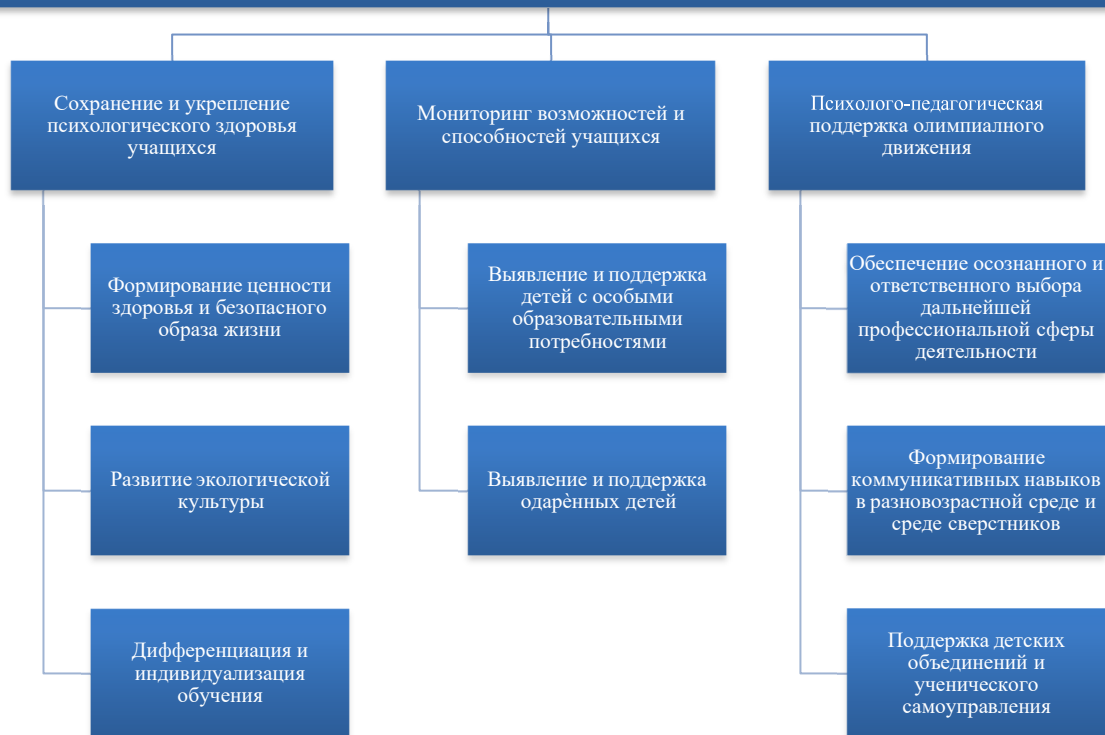 Сохранение и укрепление
психологического здоровья
учащихся
Формирование ценности
здоровья и безопасного
образа жизни
Развитие экологической
культуры
Дифференциация и
индивидуализация
обучения
Мониторинг возможностей и
способностей учащихся
Выявление и поддержка
детей с особыми
образовательными
потребностями
Выявление и поддержка
одарѐнных детей
Психолого-педагогическая
поддержка олимпиалного
движения
Обеспечение осознанного и
ответственного выбора
дальнейшей
профессиональной сферы
деятельности
Формирование
коммуникативных навыков
в разновозрастной среде и
среде сверстников
Поддержка детских
объединений и
ученического
самоуправления